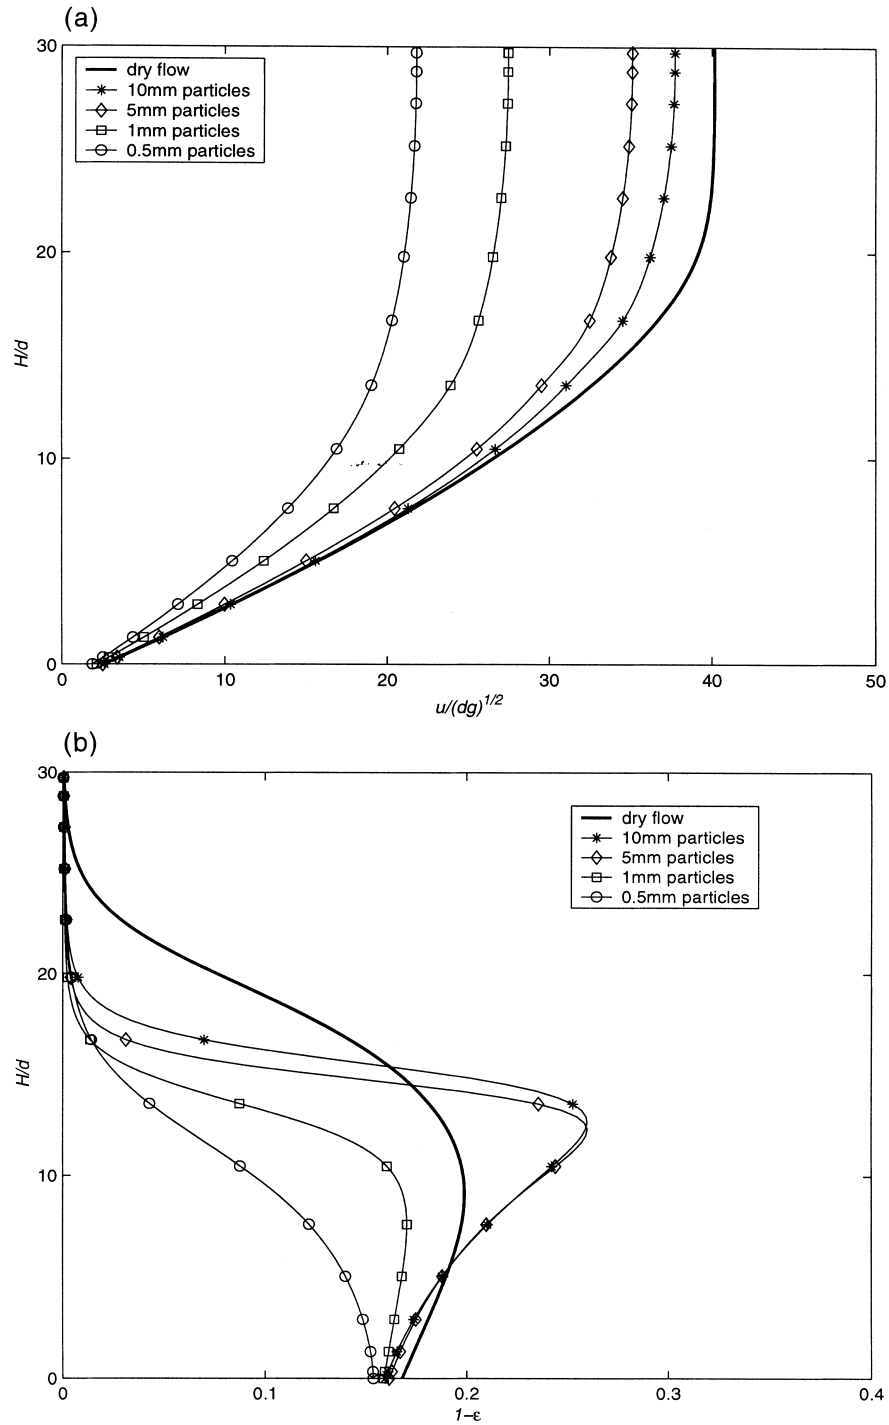 (a)
30
dry flow
10mm particles
5mm particles
1mm particles
0.5mm particles
20
H/d
10
0
0 10 20 30 40 50
u/(dg)^1/2
(b)
30
dry flow
10mm particles
5mm particles
1mm particles
0.5mm particles
20
H/d
10
0
0 0.1 0.2 0.3 0.4
1–ε